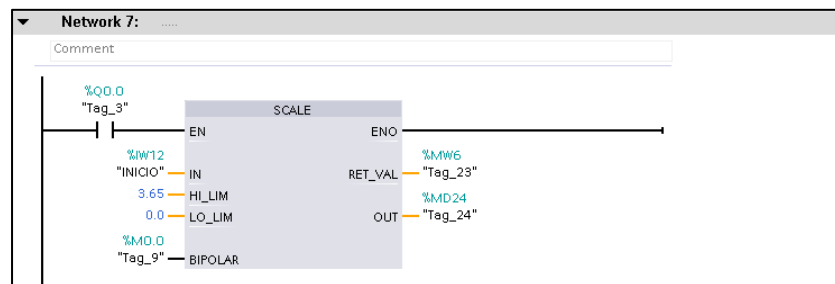 Network 7: .....
Comment
%Q0.0
"Tag_3"
SCALE
EN ENO
%IW12 %MW6
"INICIO" IN RET_VAL "Tag_23"
3.65 HI_LIM %MD24
0.0 LO_LIM OUT "Tag_24"
%M0.0
"Tag_9" BIPOLAR